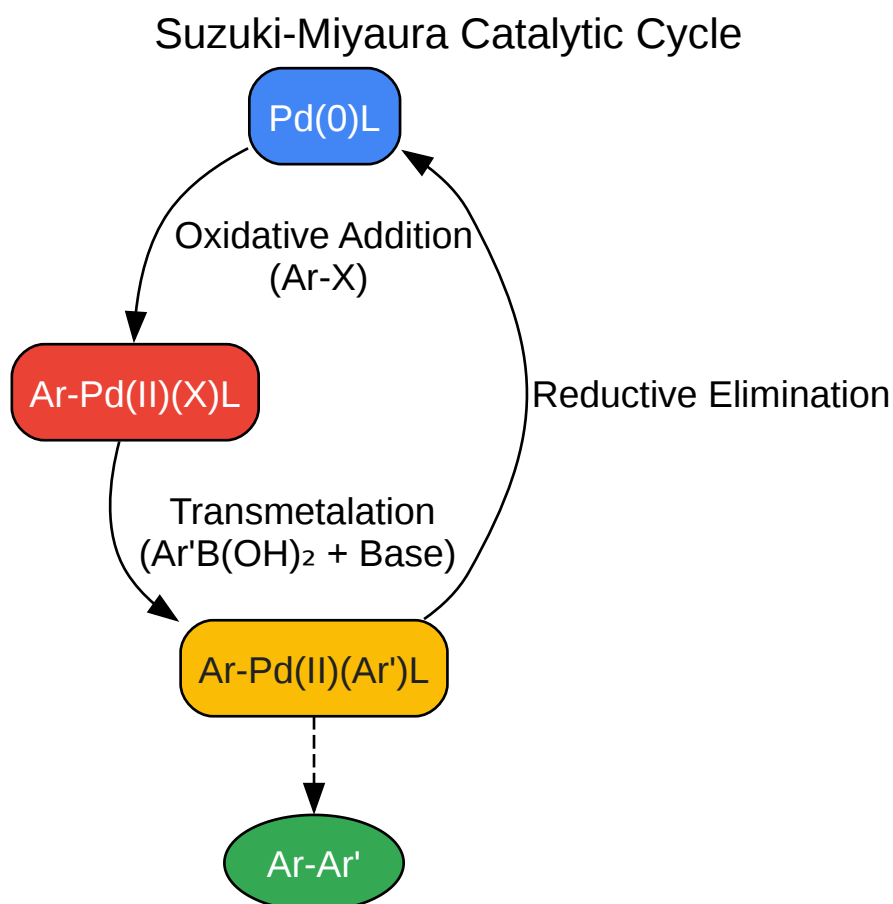 Suzuki-Miyaura Catalytic Cycle
Pd(0)L
Oxidative Addition
(Ar-X)
Ar-Pd(II)(X)L
Reductive Elimination
Transmetalation
(Ar'B(OH)₂ + Base)
Ar-Pd(II)(Ar')L
Ar-Ar'